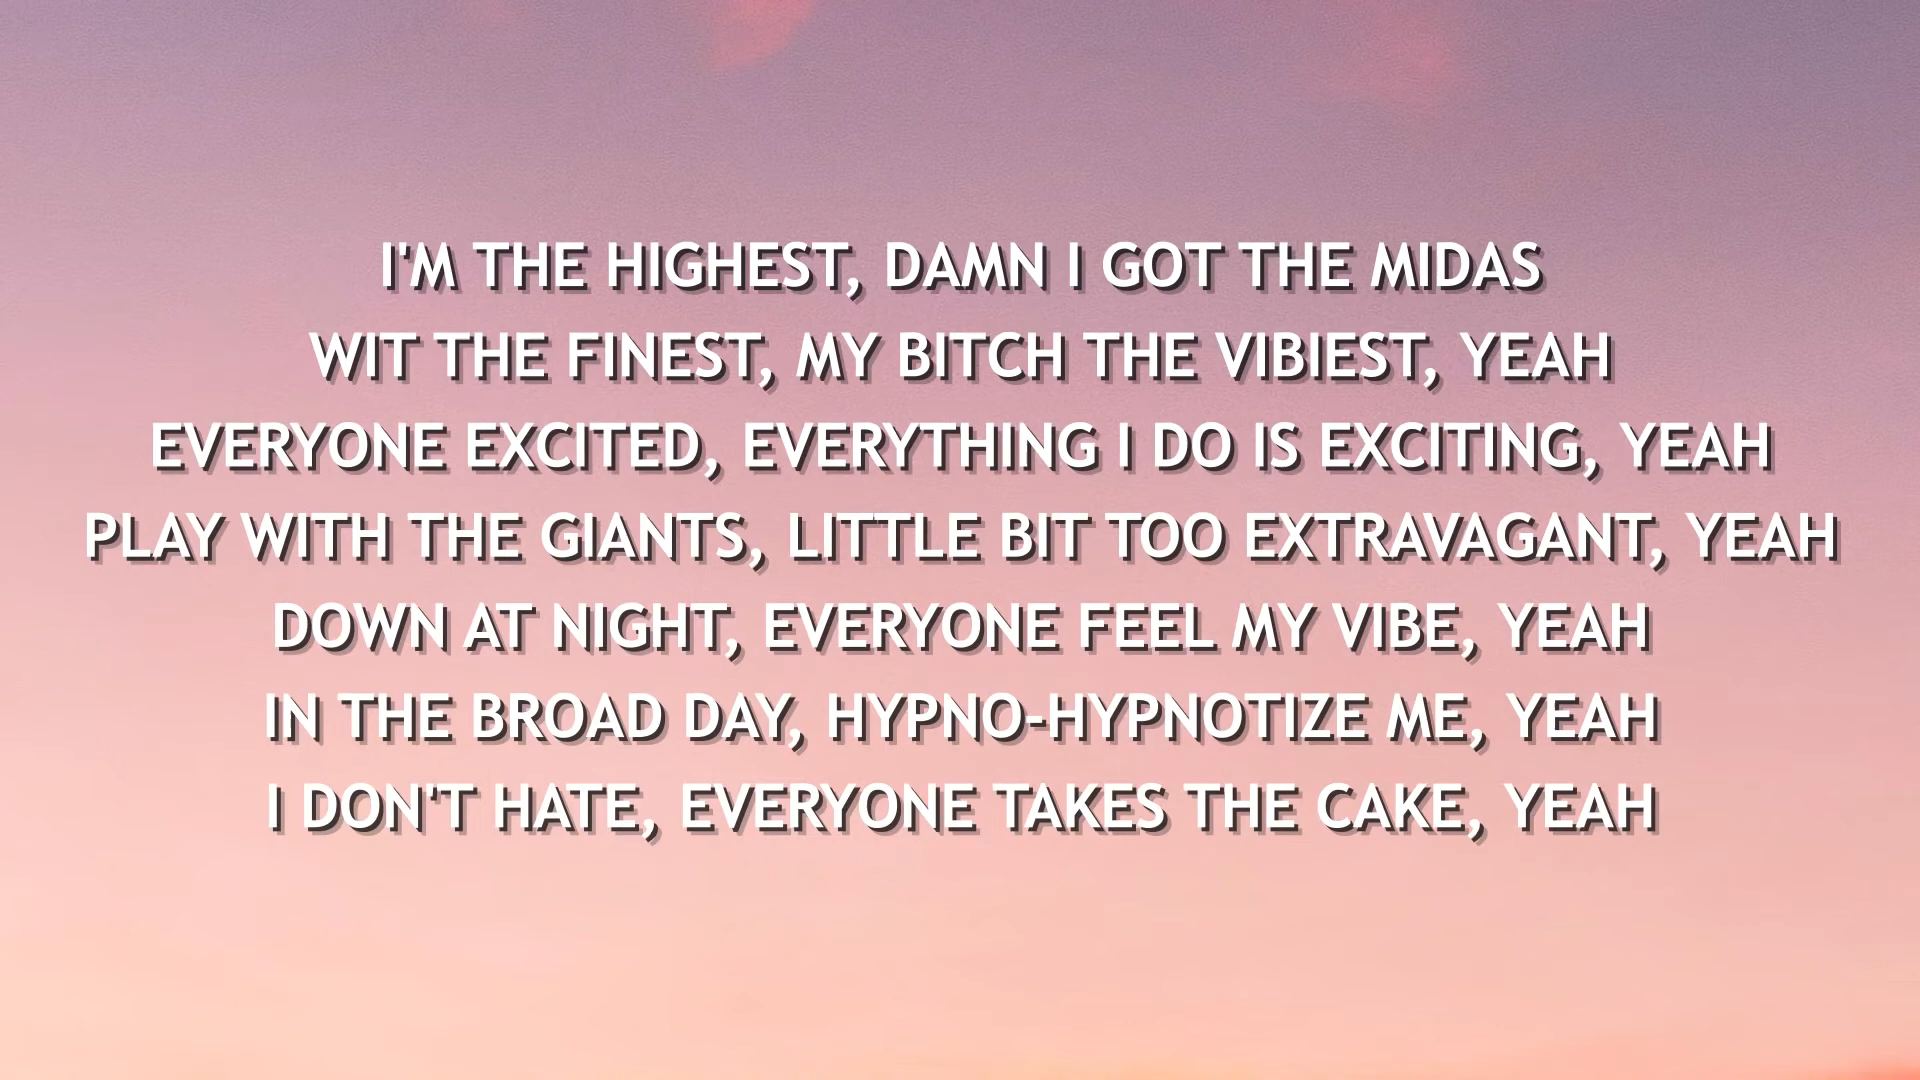 I'M THE HIGHEST, DAMN I GOT THE MIDAS
WIT THE FINEST, MY BITCH THE VIBIEST, YEAH
EVERYONE EXCITED, EVERYTHING I DO IS EXCITING, YEAH
PLAY WITH THE GIANTS, LITTLE BIT TOO EXTRAVAGANT, YEAH
DOWN AT NIGHT, EVERYONE FEEL MY VIBE, YEAH
IN THE BROAD DAY, HYPNO-HYPNOTIZE ME, YEAH
I DON'T HATE, EVERYONE TAKES THE CAKE, YEAH